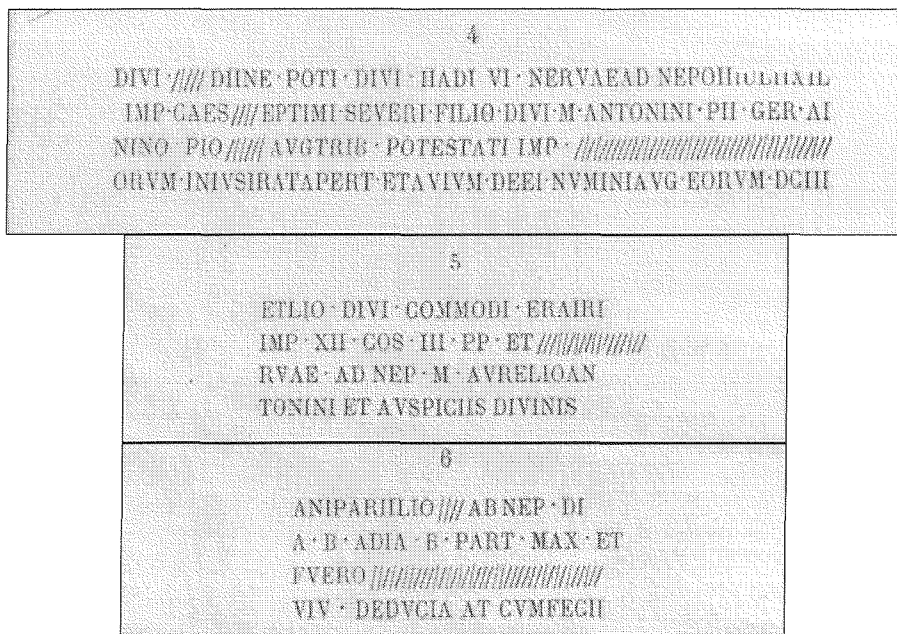 4
DIVI · DIINE · POTI · DIVI · HADI VI · NERVAEAD
IMP·CAES EPTIMI·SEVERI·FILIO·DIVI·M·ANTONINI·PII·GER·AI
NINO PIO AVGTRIB·POTESTATI IMP·
ORVM·INIVSIRATAPERT·ETAVIVM·DEEI·NVMINIAVG·EORVM·DCIII
5
ETLIO·DIVI·COMMODI·ERAIRI
IMP·XII·COS·III·PP·ET
RVAE·AD NEP·M·AVRELIOAN
TONINI ET AVSPICIIS DIVINIS
6
ANIPARIILIO ABNEP·DI
A·B·ADIA·B·PART·MAX·ET
FVERO
VIV·DEDVCIA AT CVMFECII